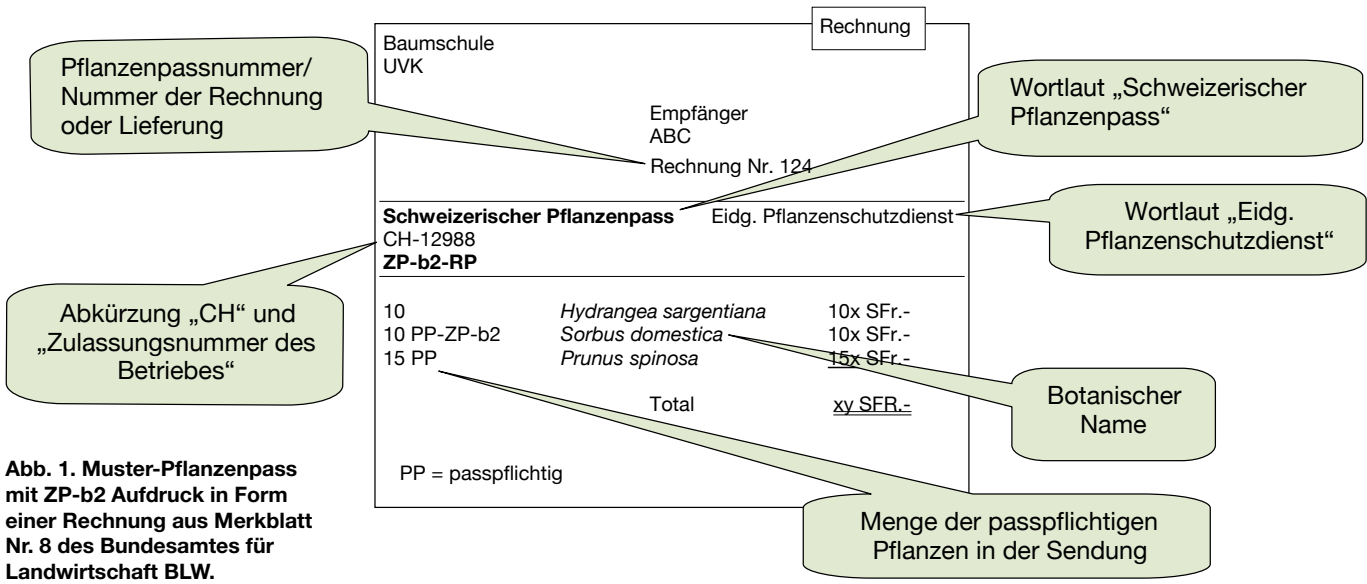 Rechnung
Baumschule
UVK
Pflanzenpassnummer/
Nummer der Rechnung
oder Lieferung
Wortlaut „Schweizerischer
Pflanzenpass“
Empfänger
ABC
Rechnung Nr. 124
Schweizerischer Pflanzenpass Eidg. Pflanzenschutzdienst
CH-12988
ZP-b2-RP
Wortlaut „Eidg.
Pflanzenschutzdienst“
Abkürzung „CH“ und
„Zulassungsnummer des
Betriebes“
10 Hydrangea sargentiana 10x SFr.-
10 PP-ZP-b2 Sorbus domestica 10x SFr.-
15 PP Prunus spinosa 15x SFr.-
Total xy SFR.-
Botanischer
Name
PP = passpflichtig
Menge der passpflichtigen
Pflanzen in der Sendung
Abb. 1. Muster-Pflanzenpass
mit ZP-b2 Aufdruck in Form
einer Rechnung aus Merkblatt
Nr. 8 des Bundesamtes für
Landwirtschaft BLW.